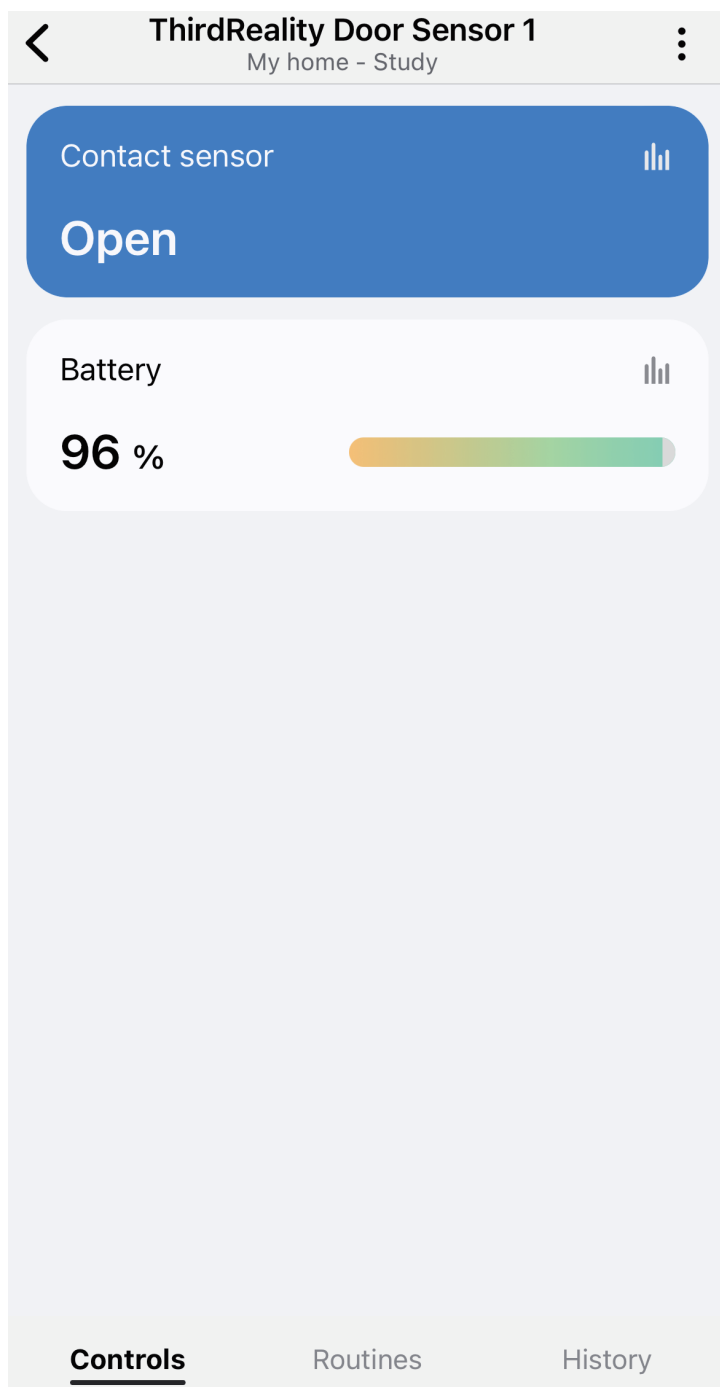 ThirdReality Door Sensor 1
My home - Study
Contact sensor
Open
Battery
96 %
Controls Routines History